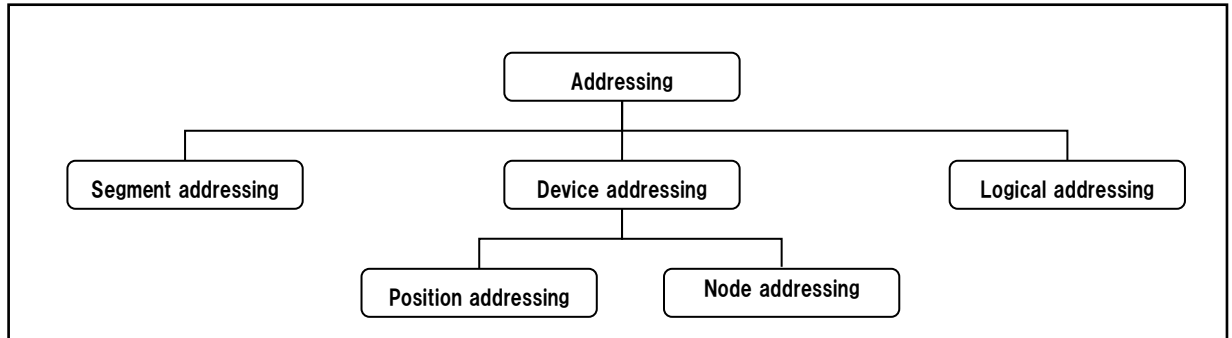 Addressing
Segment addressing
Device addressing
Logical addressing
Position addressing
Node addressing